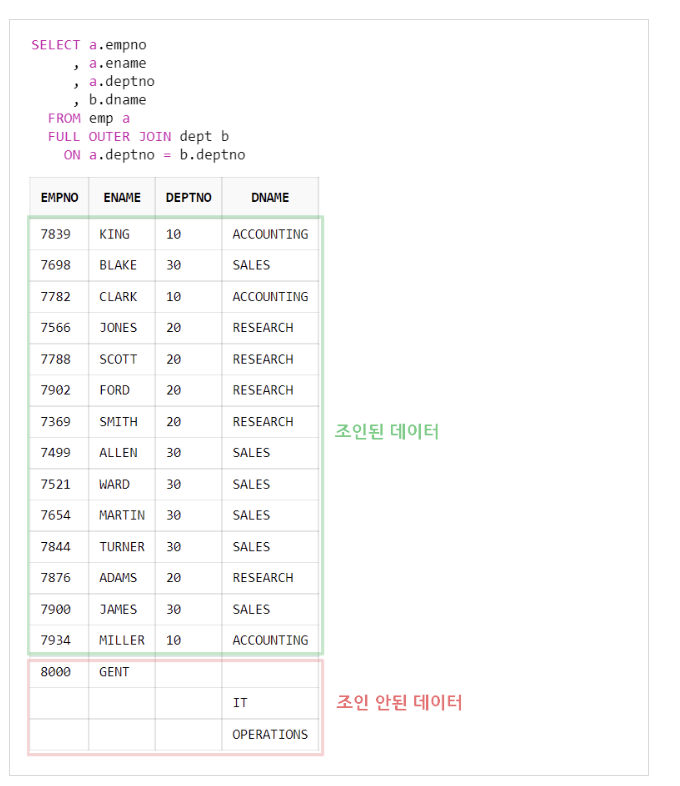 SELECT a.empno
, a.ename
, a.deptno
, b.dname
FROM emp a
FULL OUTER JOIN dept b
ON a.deptno = b.deptno
EMPNO ENAME DEPTNO DNAME
7839 KING 10 ACCOUNTING
7698 BLAKE 30 SALES
7782 CLARK 10 ACCOUNTING
7566 JONES 20 RESEARCH
7788 SCOTT 20 RESEARCH
7902 FORD 20 RESEARCH
7369 SMITH 20 RESEARCH
조인된 데이터
7499 ALLEN 30 SALES
7521 WARD 30 SALES
7654 MARTIN 30 SALES
7844 TURNER 30 SALES
7876 ADAMS 20 RESEARCH
7900 JAMES 30 SALES
7934 MILLER 10 ACCOUNTING
8000 GENT
IT
조인 안된 데이터
OPERATIONS